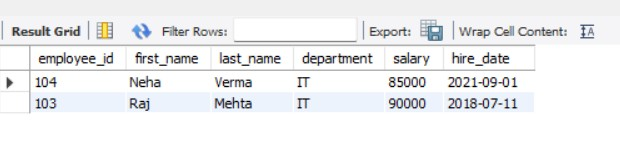 Result Grid Filter Rows: Export: Wrap Cell Content: IA
employee_id first_name last_name department salary hire_date
104 Neha Verma IT 85000 2021-09-01
103 Raj Mehta IT 90000 2018-07-11